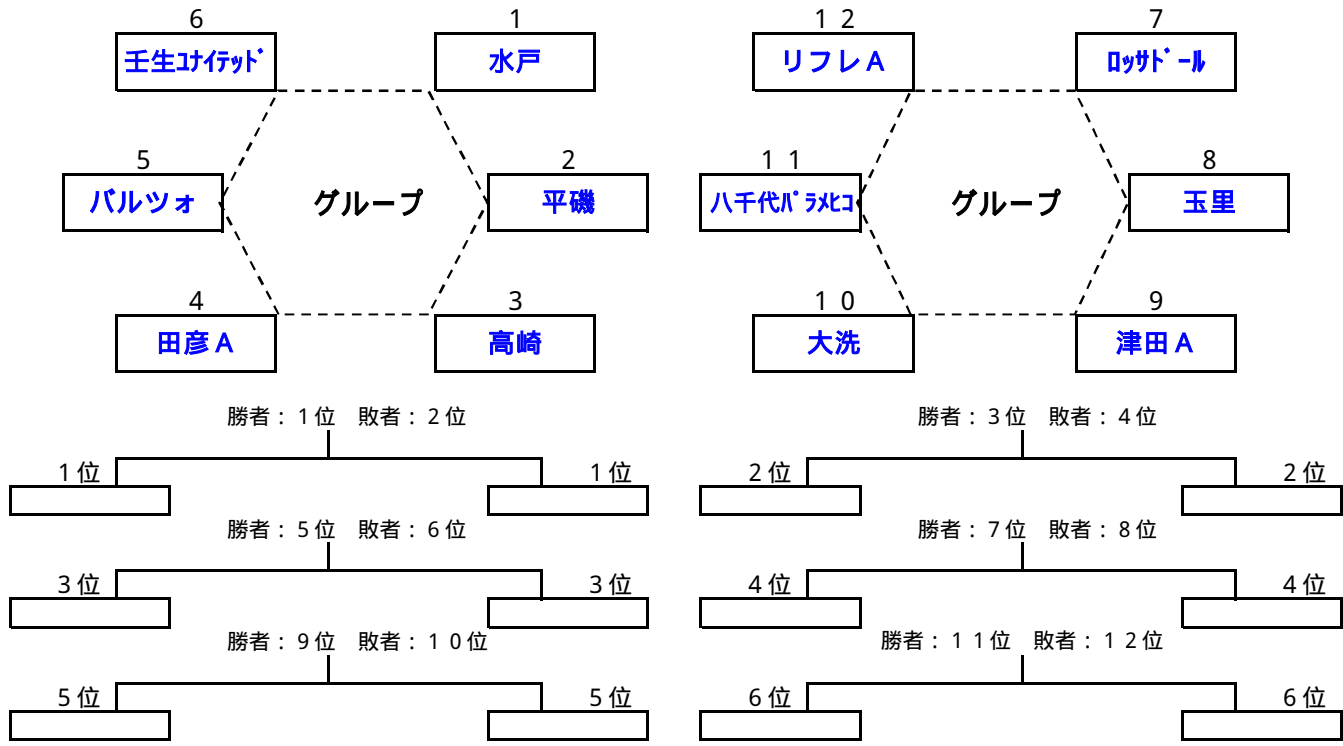 6 1 １２ 7
壬生ﾕﾅｲﾃｯﾄﾞ 水戸 リフレＡ ﾛｯｻﾄﾞｰﾙ
5 2 １１ 8
バルツォ グループ 平磯 八千代ﾊﾟﾗﾒﾋｺ グループ 玉里
4 3 １０ 9
田彦Ａ 高崎 大洗 津田Ａ
勝者：1位 敗者：2位 勝者：3位 敗者：4位
1位 1位 2位 2位
勝者：5位 敗者：6位 勝者：7位 敗者：8位
3位 3位 4位 4位
勝者：9位 敗者：１０位 勝者：１１位 敗者：１２位
5位 5位 6位 6位